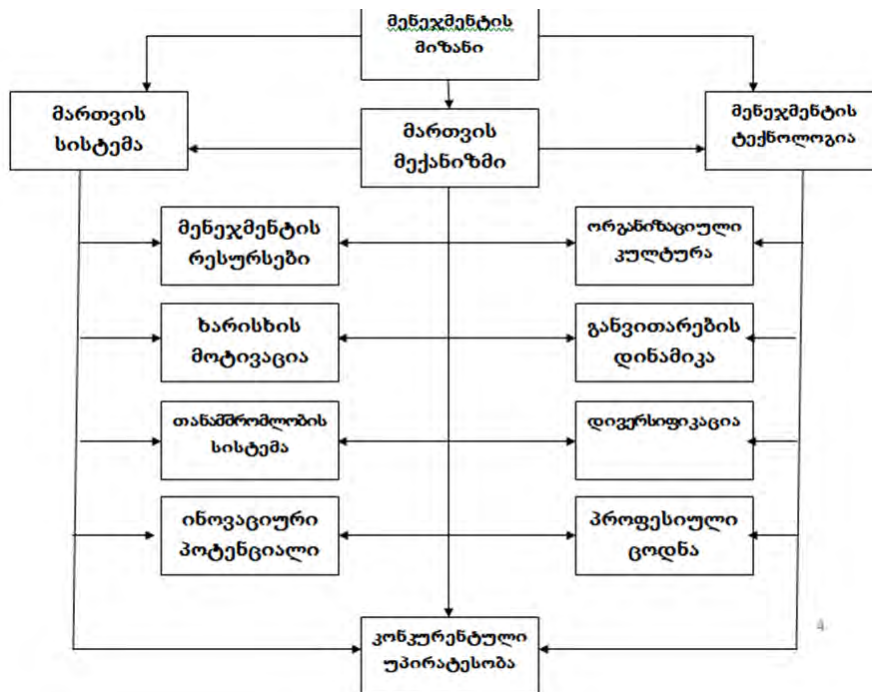 მენეჯმენტის
მიზანი
მართვის
სისტემა
მართვის
მექანიზმი
მენეჯმენტის
ტექნოლოგია
მენეჯმენტის
რესურსები
ორგანიზაციული
კულტურა
ხარისხის
მოტივაცია
განვითარების
დინამიკა
თანამშრომლობის
სისტემა
დივერსიფიკაცია
ინოვაციური
პოტენციალი
პროფესიული
ცოდნა
კონკურენტული
უპირატესობა
4